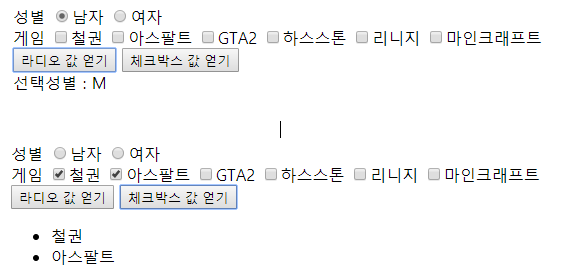 성별 남자 여자
게임 철권 아스팔트 GTA2 하스스톤 리니지 마인크래프트
라디오 값 얻기 체크박스 값 얻기
선택성별 : M
성별 남자 여자
게임 철권 아스팔트 GTA2 하스스톤 리니지 마인크래프트
라디오 값 얻기 체크박스 값 얻기
철권
아스팔트